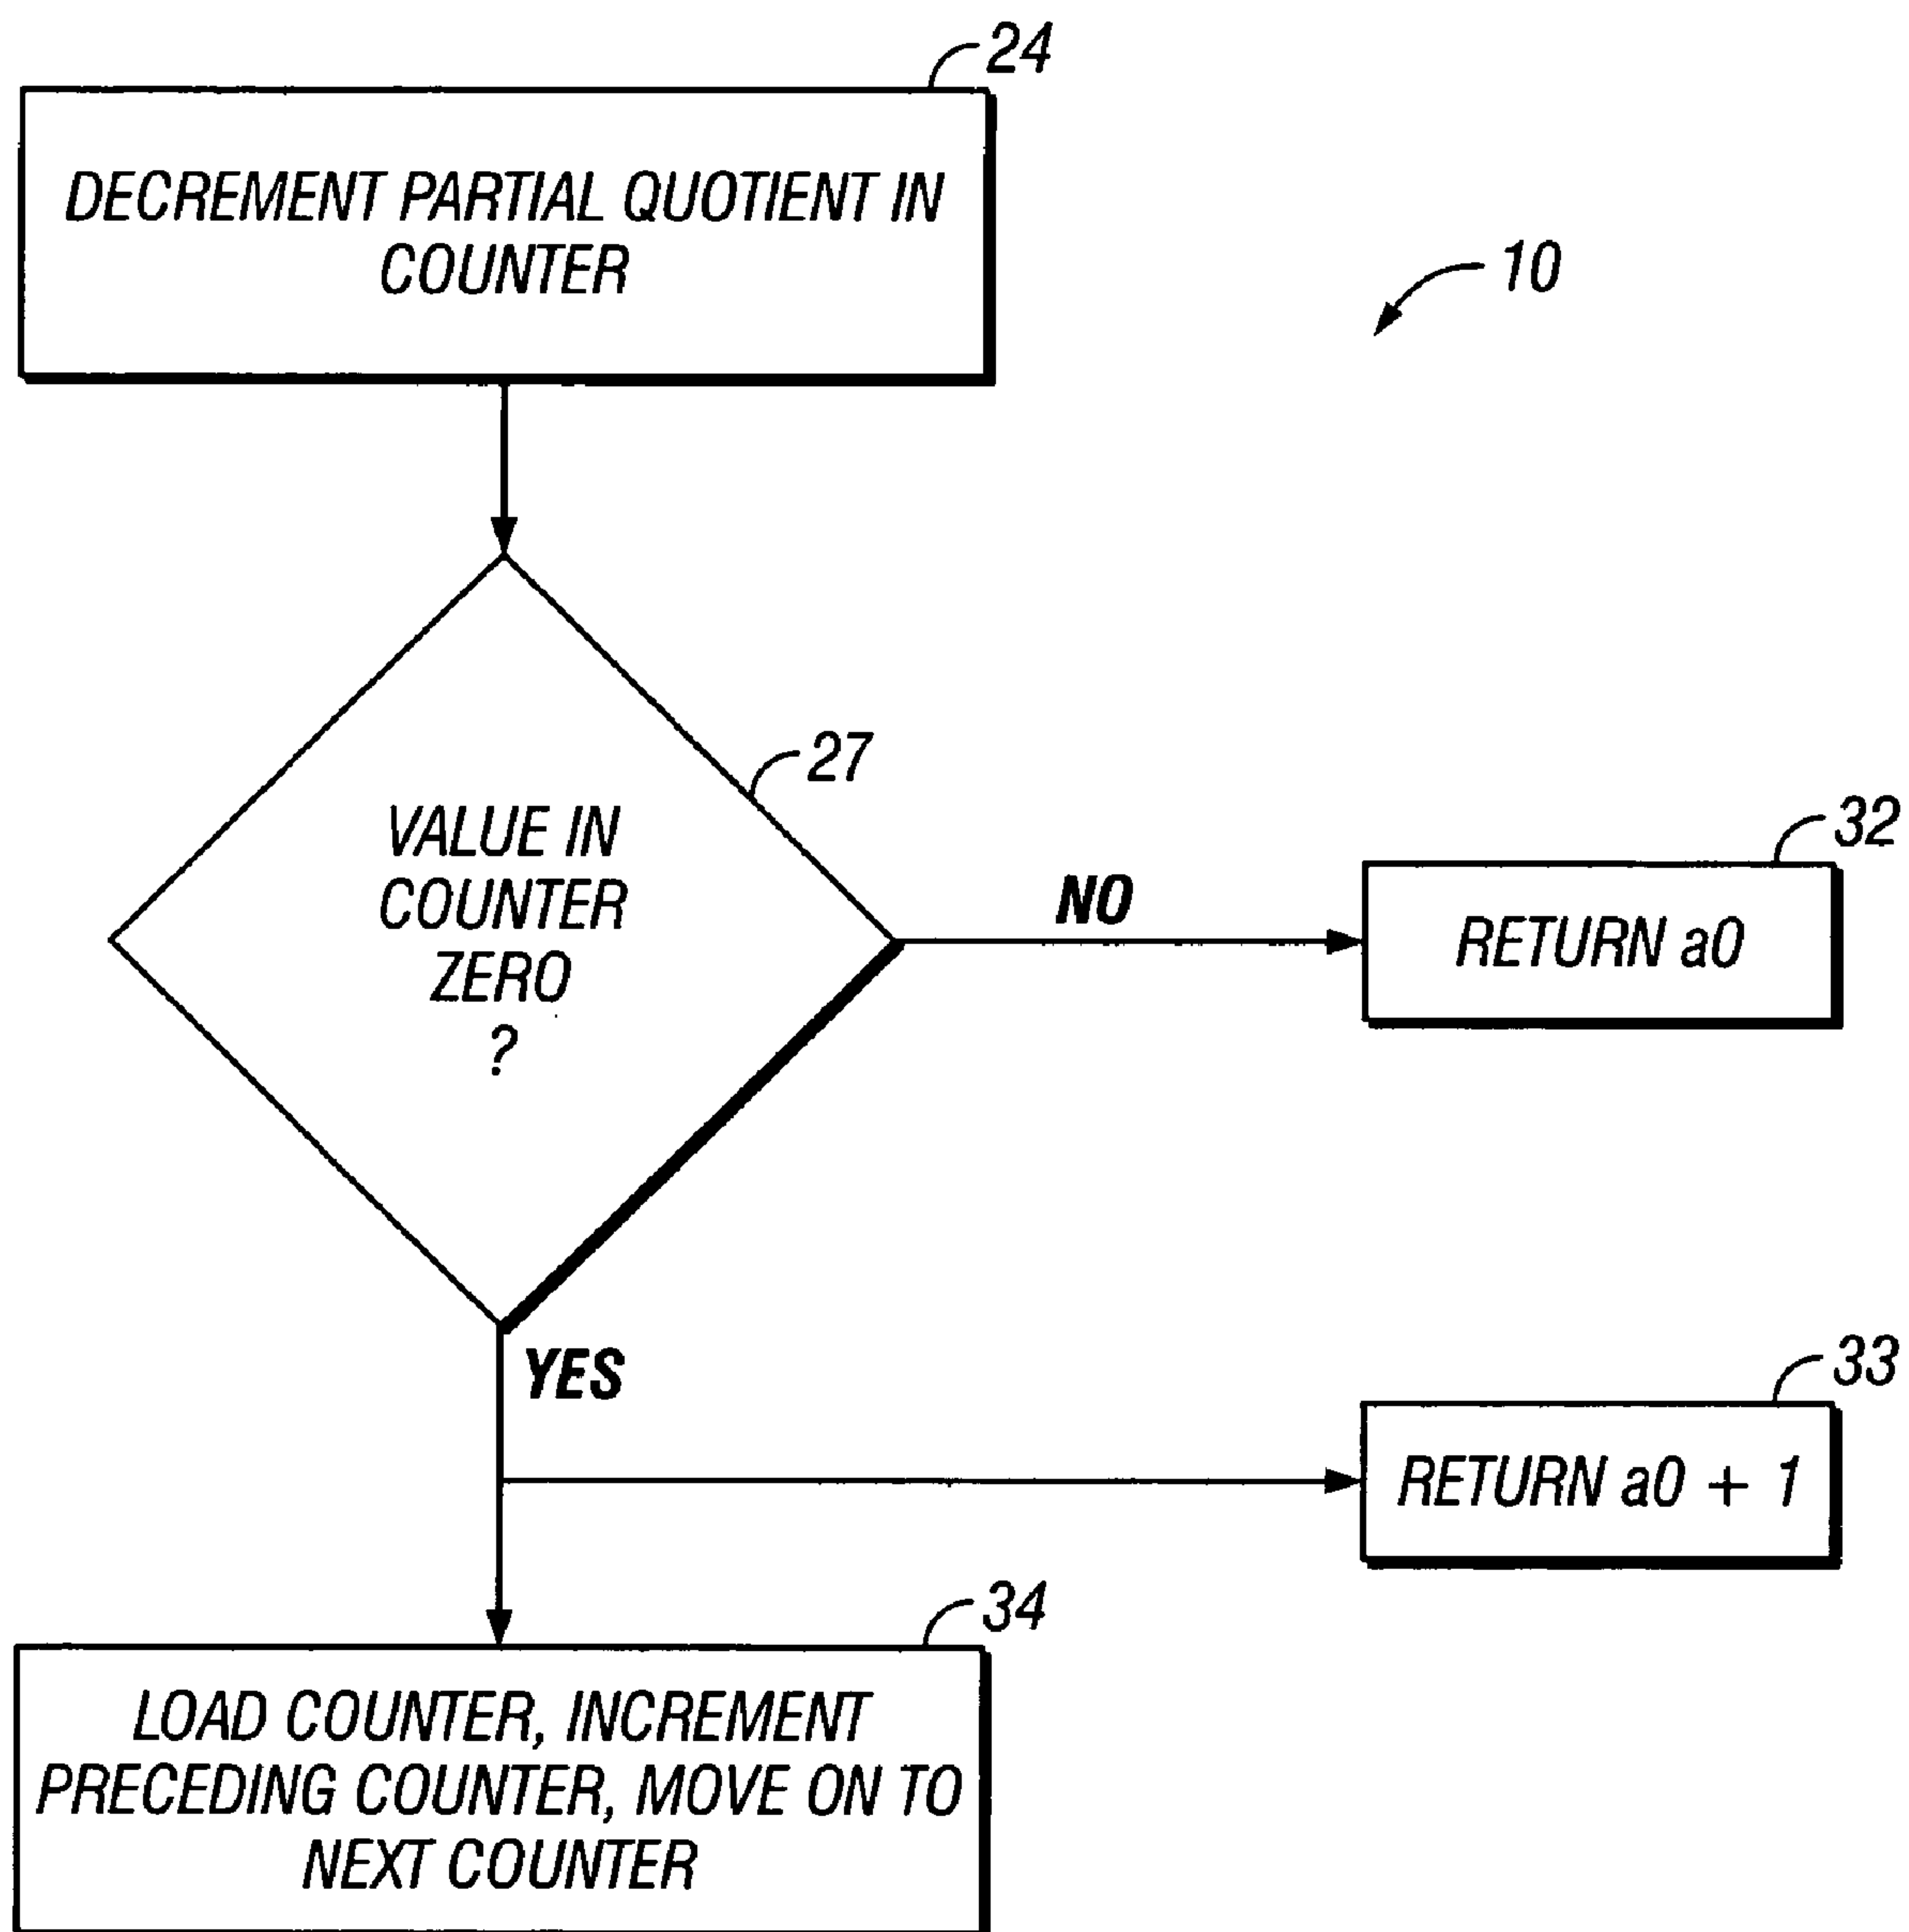 24
DECREMENT PARTIAL QUOTIENT IN
COUNTER
10
27
VALUE IN
COUNTER
ZERO
?
NO
32
RETURN a0
YES
33
RETURN a0 + 1
34
LOAD COUNTER, INCREMENT
PRECEDING COUNTER, MOVE ON TO
NEXT COUNTER